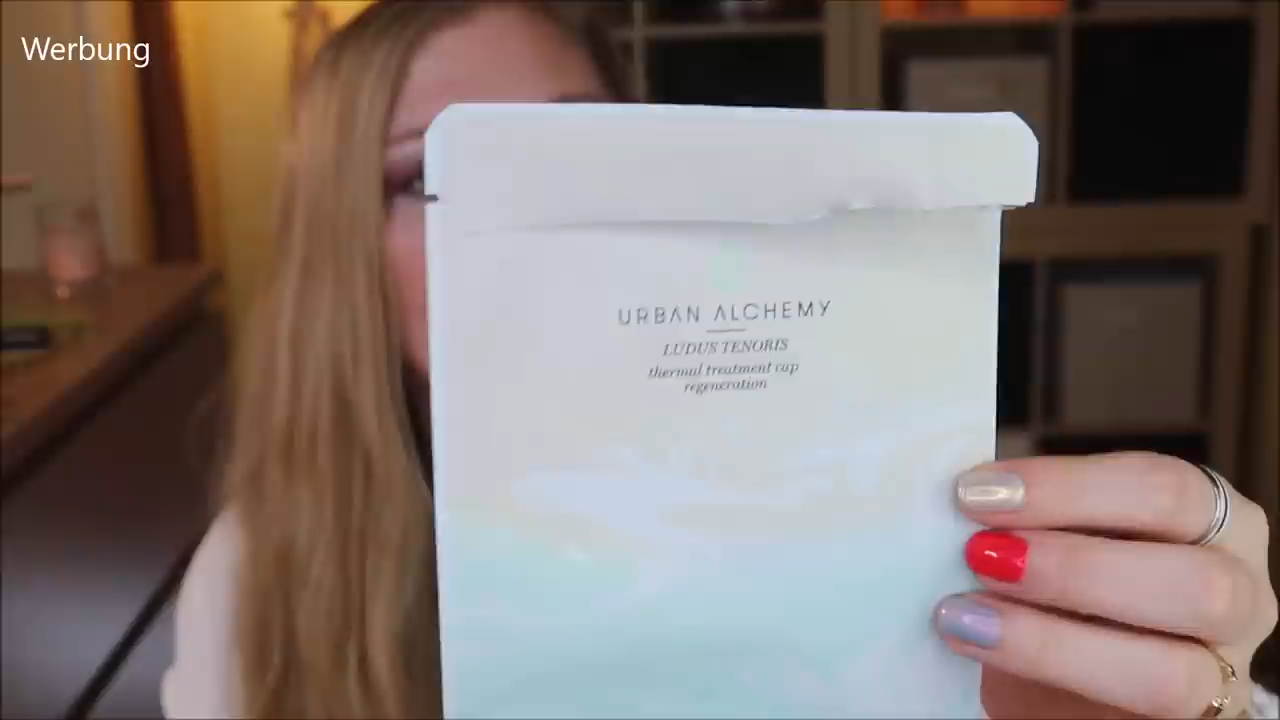 Werbung
URBAN ALCHEMY
LUDUS TENORIS
thermal treatment cap
regeneration